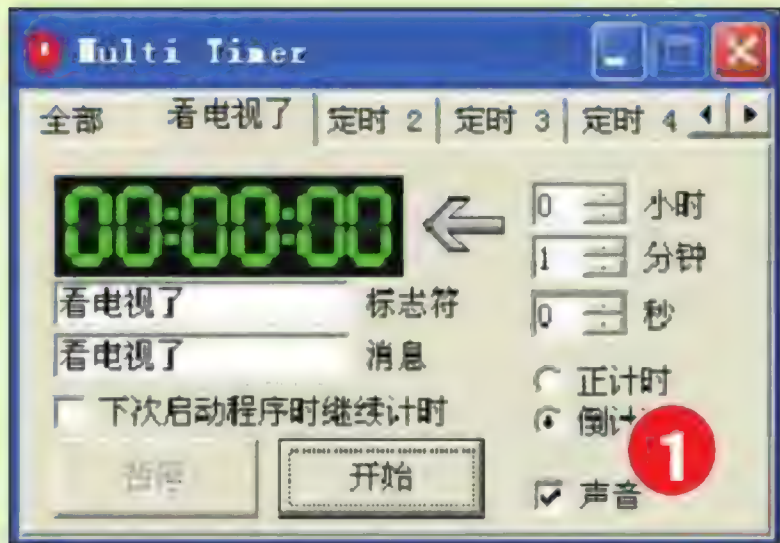 Multi Timer
全部 看电视了 定时 2 定时 3 定时 4
00:00:00
0 小时
1 分钟
0 秒
看电视了 标志符
看电视了 消息
下次启动程序时继续计时
正计时
倒计
1
暂停 开始
声音